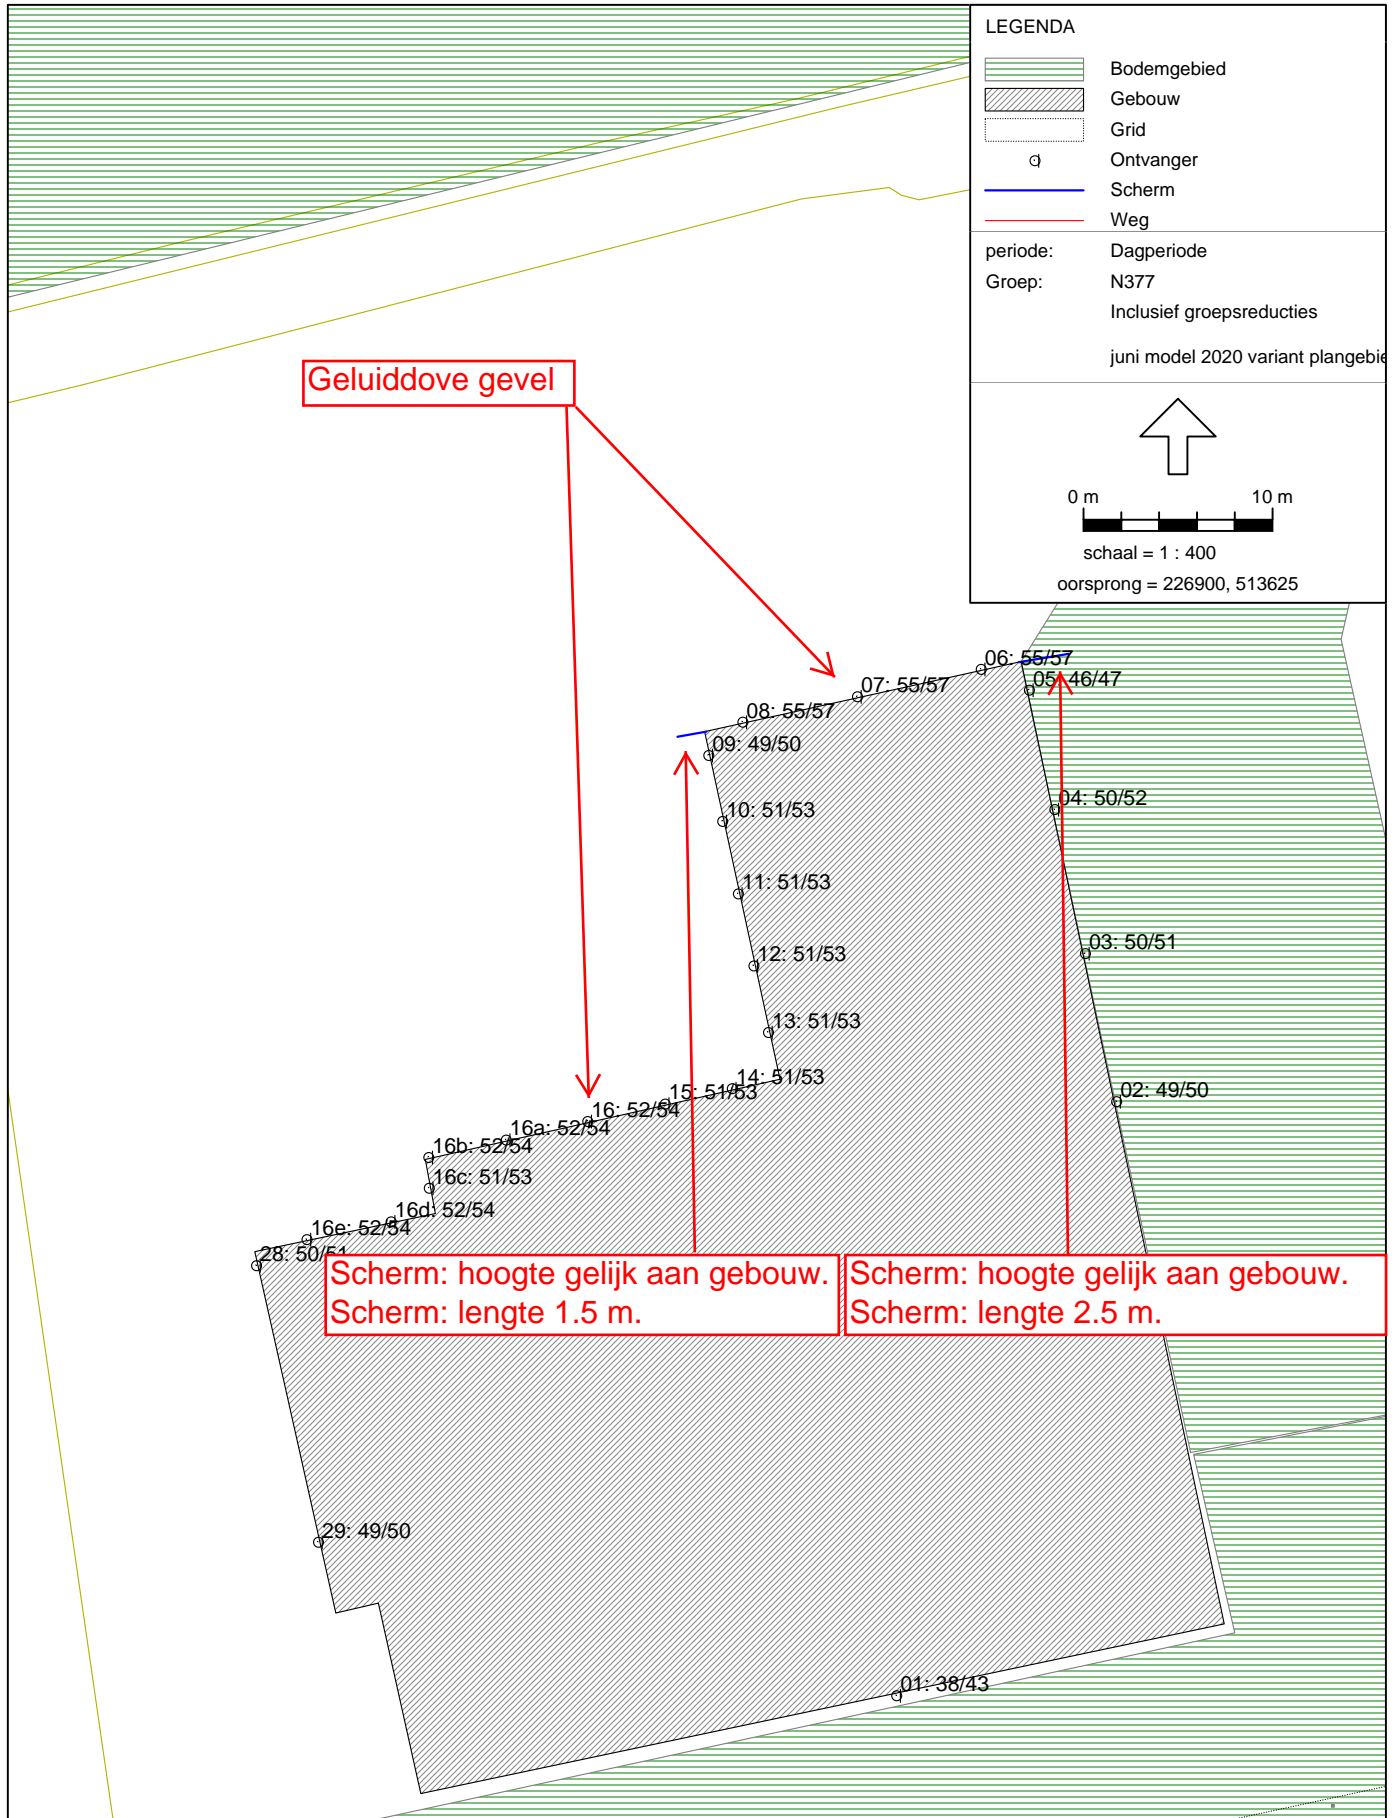 LEGENDA
Bodemgebied
Gebouw
Grid
Ontvanger
Scherm
Weg
periode: Dagperiode
Groep: N377
Inclusief groepsreducties
juni model 2020 variant plangebie
0 m 10 m
schaal = 1 : 400
oorsprong = 226900, 513625
Geluiddove gevel
06: 55/57
05: 46/47
07: 55/57
08: 55/57
09: 49/50
04: 50/52
10: 51/53
11: 51/53
03: 50/51
12: 51/53
13: 51/53
14: 51/53
15: 51/53
02: 49/50
16: 52/54
16a: 52/54
16b: 52/54
16c: 51/53
16d: 52/54
16e: 52/54
28: 50/51
Scherm: hoogte gelijk aan gebouw.
Scherm: lengte 1.5 m.
Scherm: hoogte gelijk aan gebouw.
Scherm: lengte 2.5 m.
29: 49/50
01: 38/43